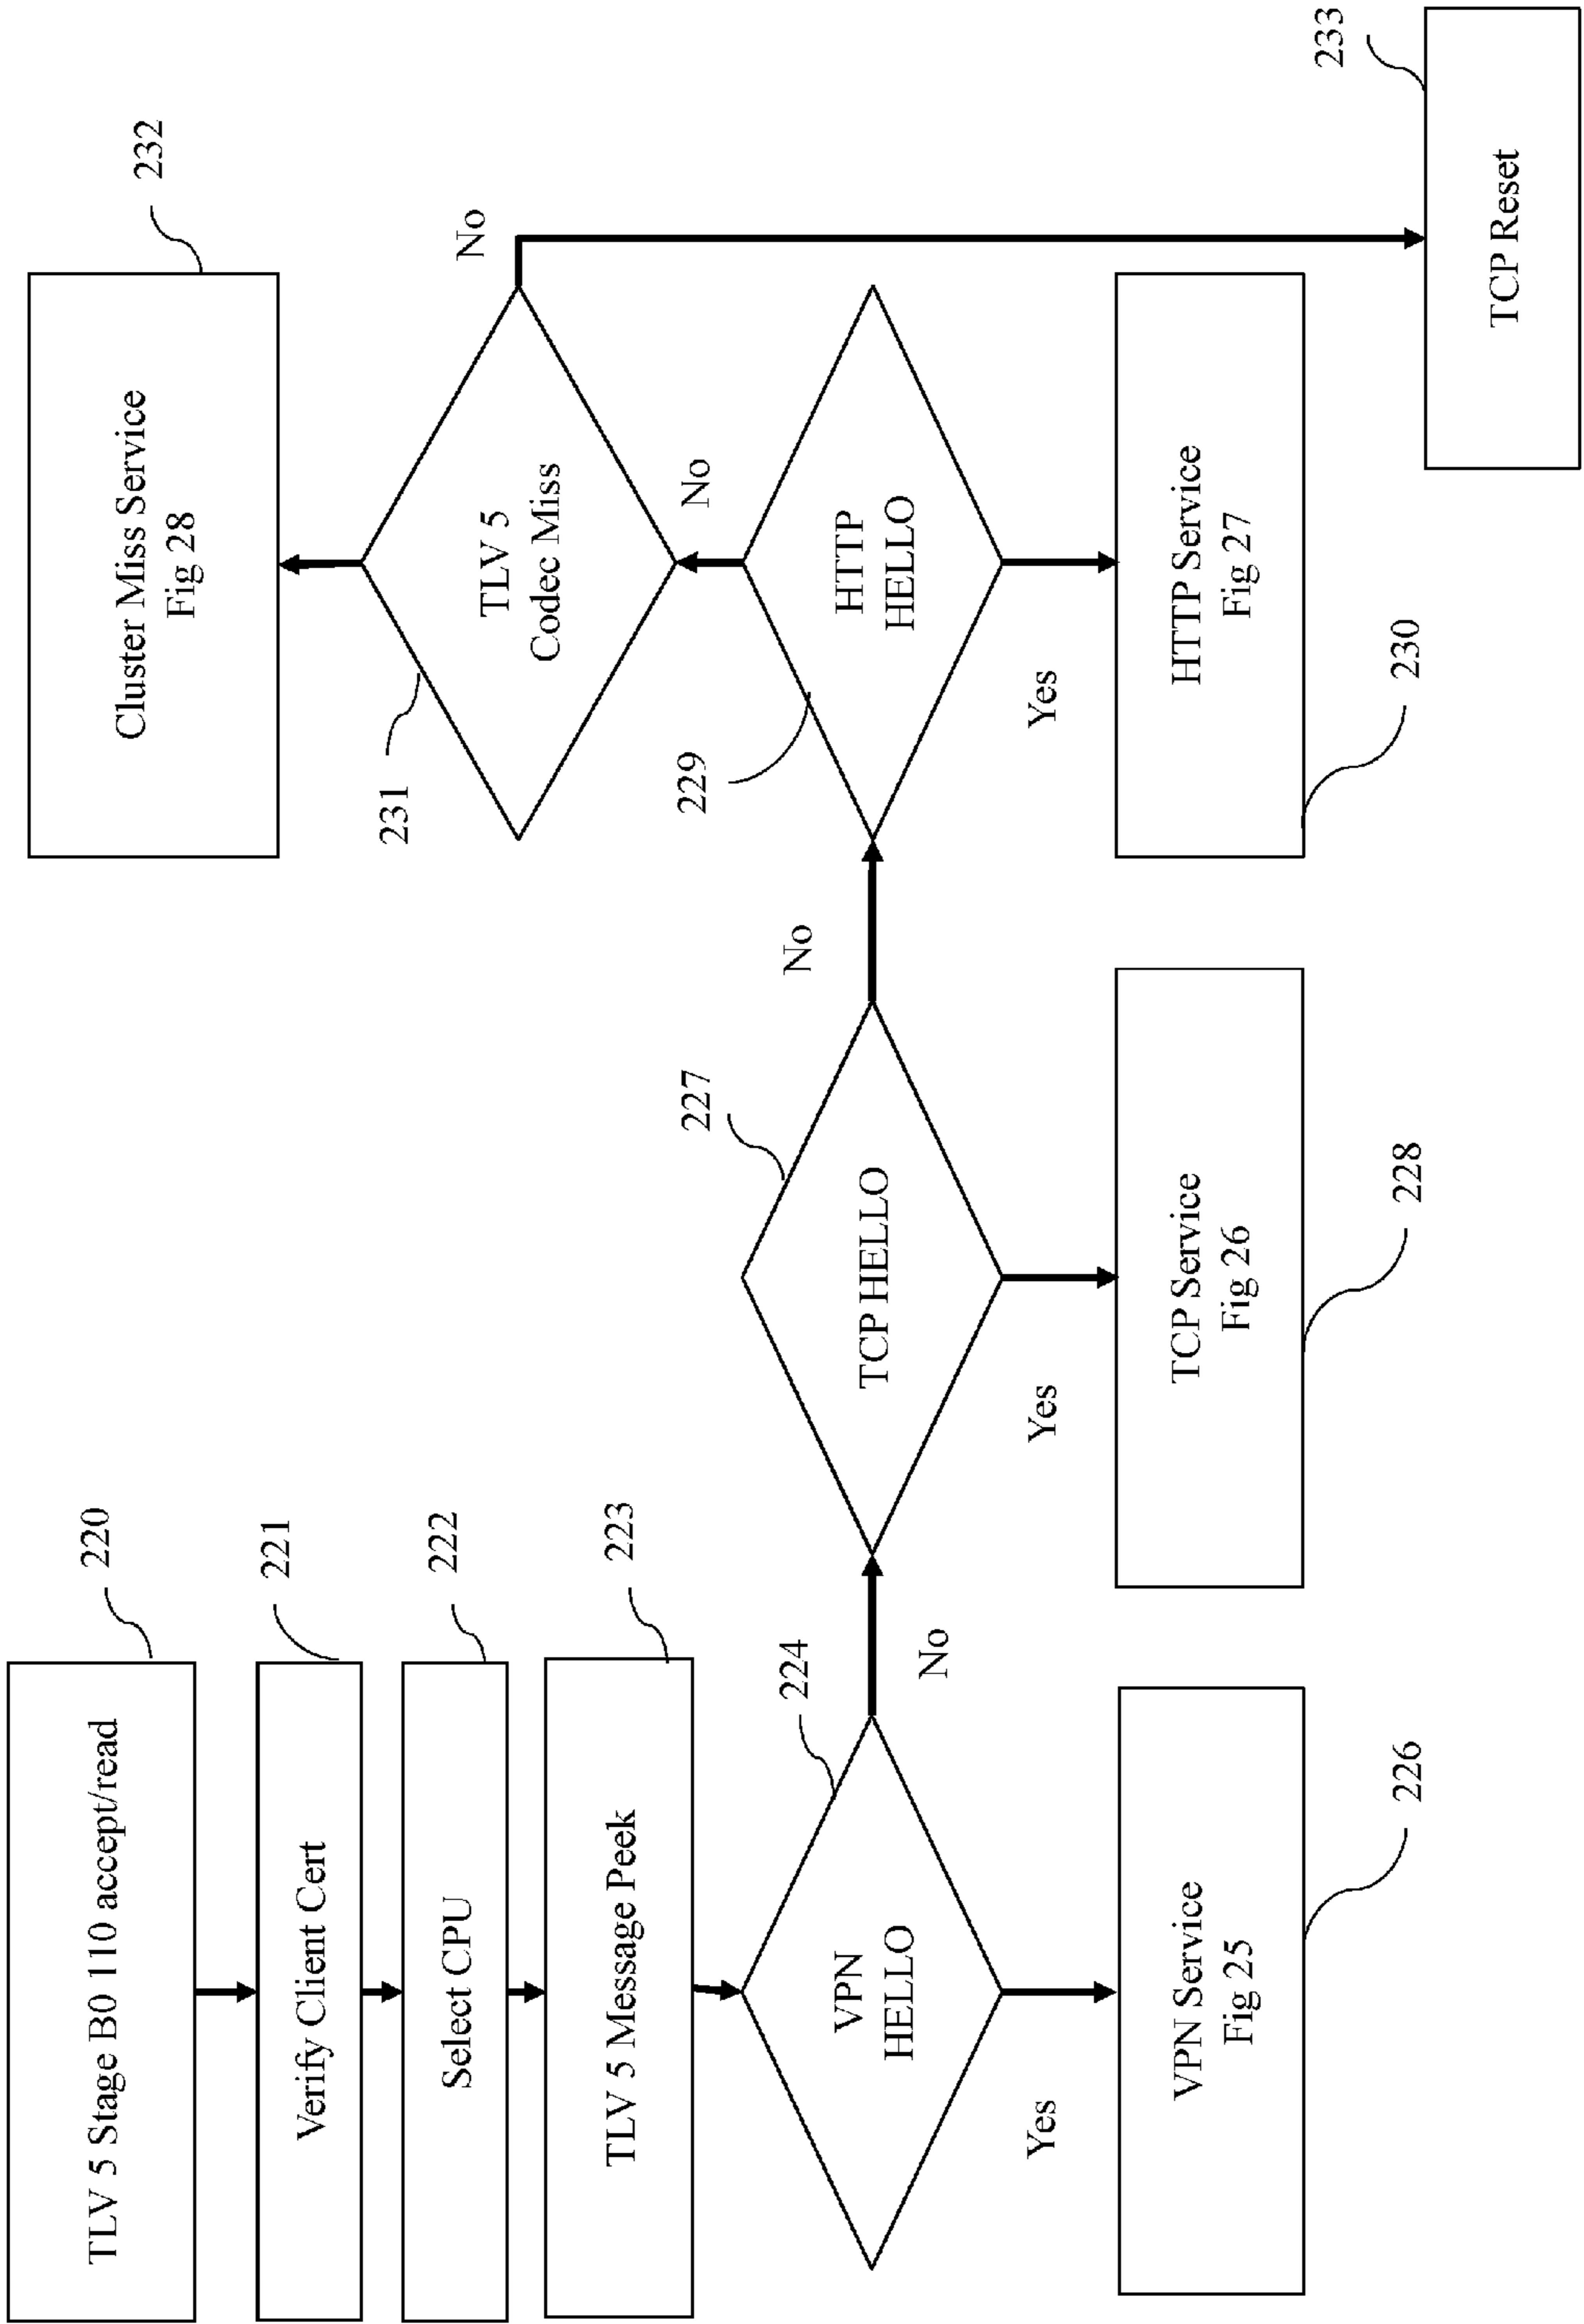 TLV 5 Stage B0 110 accept/read
220
Verify Client Cert
221
Select CPU
222
TLV 5 Message Peek
223
VPN
HELLO
224
No
Yes
VPN Service
Fig 25
226
TCP HELLO
227
No
Yes
TCP Service
Fig 26
228
HTTP
HELLO
229
No
Yes
HTTP Service
Fig 27
230
TLV 5
Codec Miss
231
No
Cluster Miss Service
Fig 28
232
TCP Reset
233